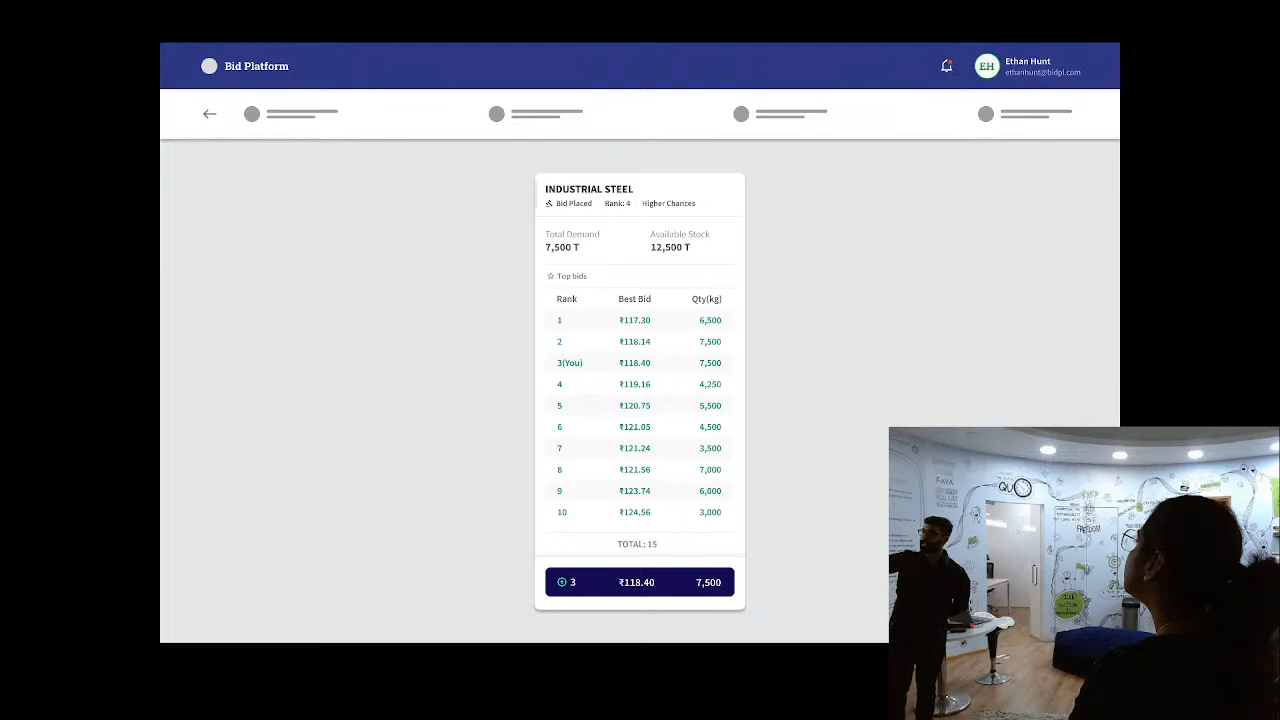 Bid Platform
Ethan Hunt
EH
ethanhunt@bidpl.com
INDUSTRIAL STEEL
Bid Placed Rank: 4 Higher Chances
Total Demand Available Stock
7,500 T 12,500 T
Top bids
Rank Best Bid Qty(kg)
1 ₹117.30 6,500
2 ₹118.14 7,500
3(You) ₹118.40 7,500
4 ₹119.16 4,250
5 ₹120.75 5,500
6 ₹121.05 4,500
7 ₹121.24 3,500
8 ₹121.56 7,000
9 ₹123.74 6,000
10 ₹124.56 3,000
TOTAL: 15
3 ₹118.40 7,500
QUO
FAYA
FREEDOM